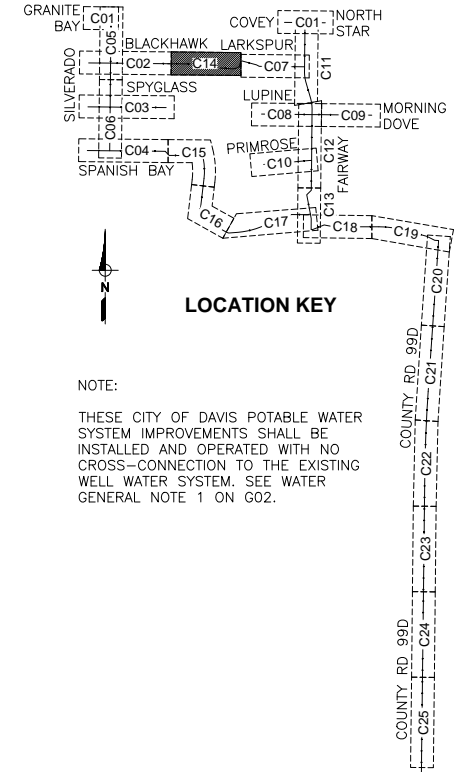 GRANITE
BAY
C01
COVEY
C01
NORTH
STAR
C05
BLACKHAWK
LARKSPUR
C11
SILVERADO
C02
C14
C07
SPYGLASS
C03
LUPINE
C08
C09
MORNING
DOVE
C06
C04
SPANISH BAY
C15
PRIMROSE
C10
C12
FAIRWAY
C13
C16
C17
C18
C19
N
LOCATION KEY
C20
COUNTY RD 99D
C21
NOTE:
THESE CITY OF DAVIS POTABLE WATER
SYSTEM IMPROVEMENTS SHALL BE
INSTALLED AND OPERATED WITH NO
CROSS-CONNECTION TO THE EXISTING
WELL WATER SYSTEM. SEE WATER
GENERAL NOTE 1 ON G02.
C22
C23
C24
COUNTY RD 99D
C25